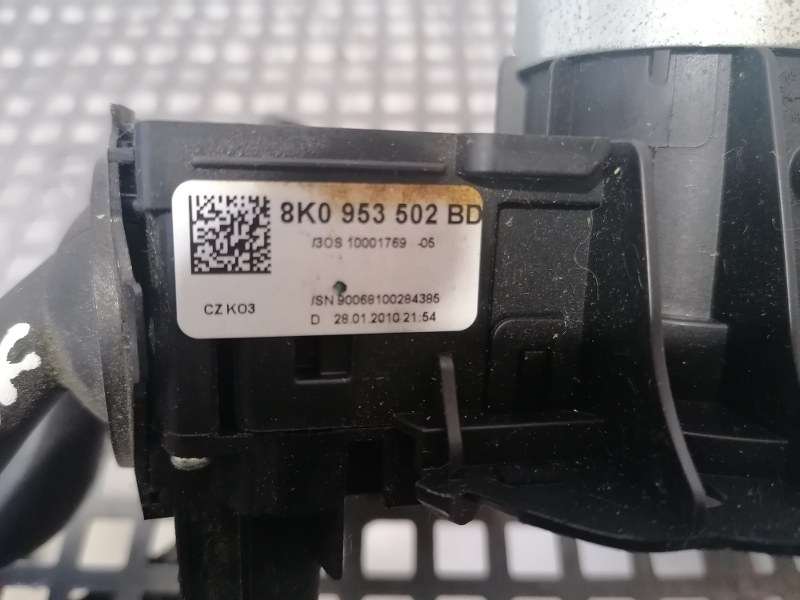 8K0 953 502 BD
/3OS 10001769 -05
/SN 90068100284385
CZ K03
D 28.01.2010 21:54